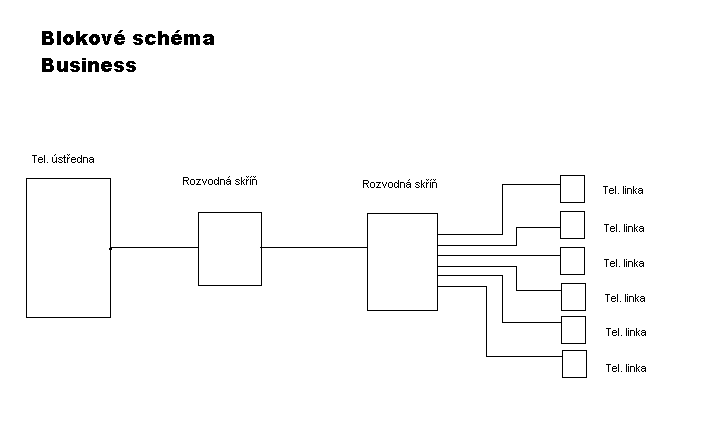 Blokové schéma
Business
Tel. ústředna
Rozvodná skříň
Rozvodná skříň
Tel. linka
Tel. linka
Tel. linka
Tel. linka
Tel. linka
Tel. linka